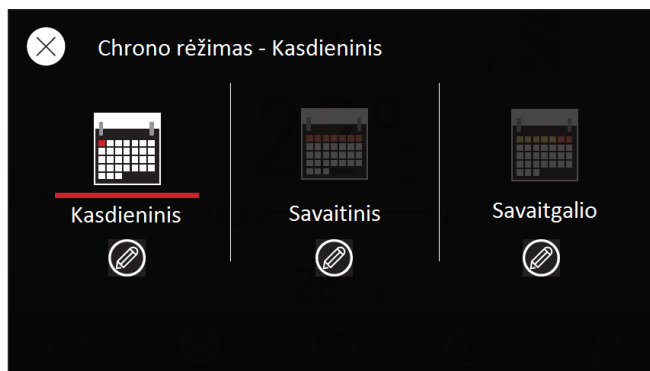 Chrono rėžimas - Kasdieninis
Kasdieninis
Savaitinis
Savaitgalio